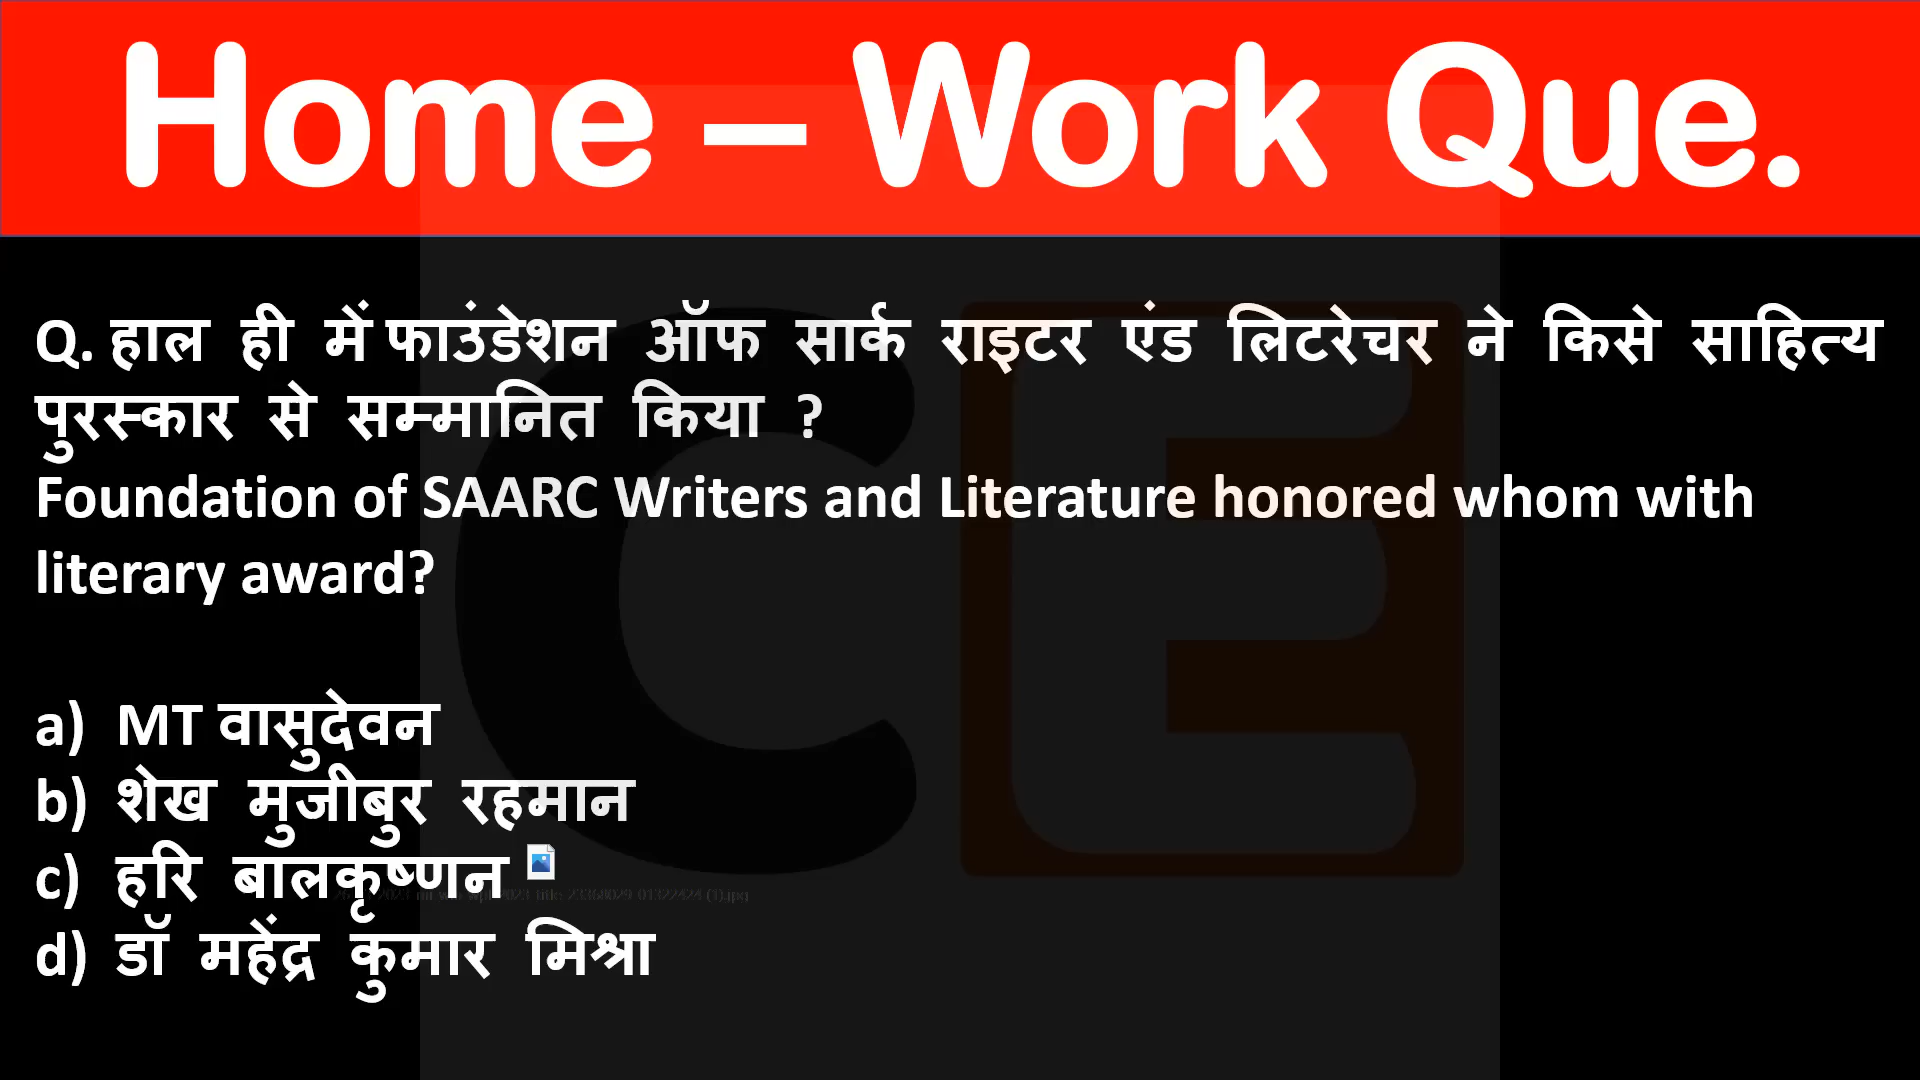 Home – Work Que.
Q. हाल ही में फाउंडेशन ऑफ सार्क राइटर एंड लिटरेचर ने किसे साहित्य
पुरस्कार से सम्मानित किया ?
Foundation of SAARC Writers and Literature honored whom with
literary award?
a) MT वासुदेवन
b) शेख मुजीबुर रहमान
c) हरि बालकृष्णन
d) डॉ महेंद्र कुमार मिश्रा
CE